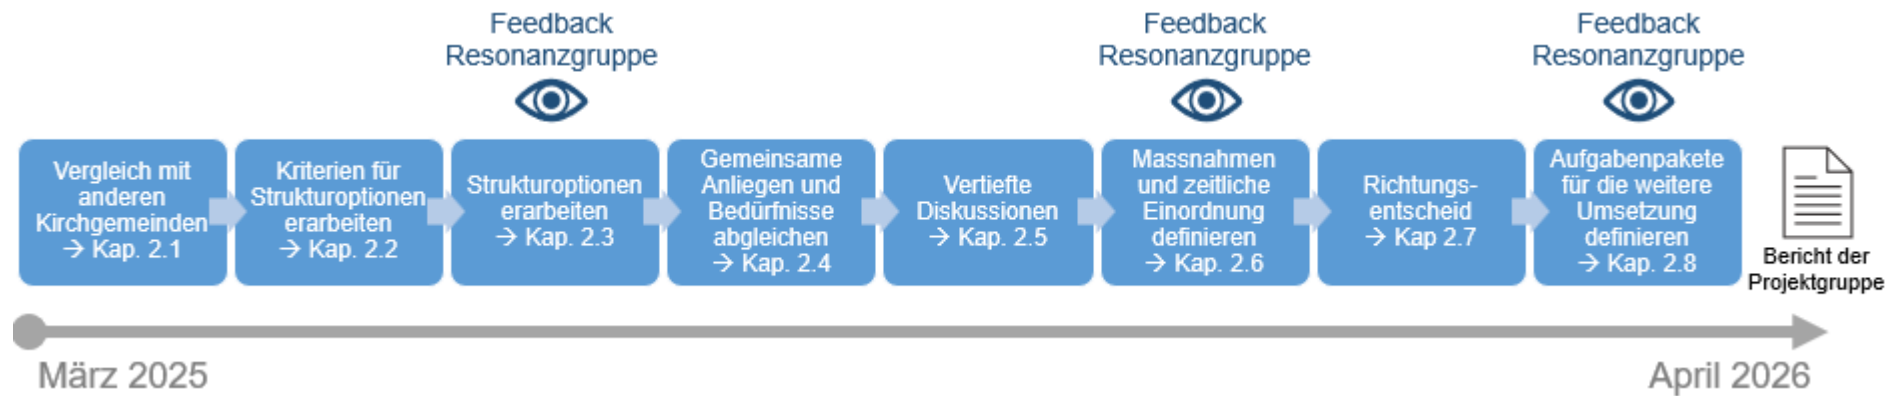 Feedback
Resonanzgruppe
Feedback
Resonanzgruppe
Feedback
Resonanzgruppe
Vergleich mit
anderen
Kirchgemeinden
→ Kap. 2.1
Kriterien für
Strukturoptionen
erarbeiten
→ Kap. 2.2
Strukturoptionen
erarbeiten
→ Kap. 2.3
Gemeinsame
Anliegen und
Bedürfnisse
abgleichen
→ Kap. 2.4
Vertiefte
Diskussionen
→ Kap. 2.5
Massnahmen
und zeitliche
Einordnung
definieren
→ Kap. 2.6
Richtungs-
entscheid
→ Kap 2.7
Aufgabenpakete
für die weitere
Umsetzung
definieren
→ Kap. 2.8
Bericht der
Projektgruppe
März 2025
April 2026